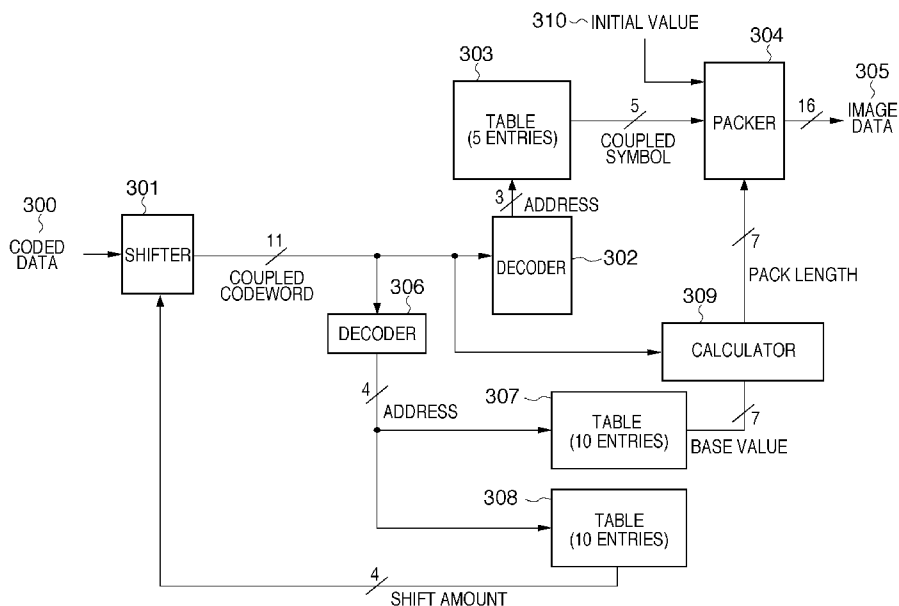 310
INITIAL VALUE
304
303
305
TABLE
(5 ENTRIES)
5
COUPLED
SYMBOL
PACKER
16
IMAGE
DATA
3
ADDRESS
301
300
CODED
DATA
SHIFTER
11
COUPLED
CODEWORD
DECODER
302
7
PACK LENGTH
306
DECODER
309
CALCULATOR
4
ADDRESS
307
TABLE
(10 ENTRIES)
7
BASE VALUE
308
TABLE
(10 ENTRIES)
4
SHIFT AMOUNT